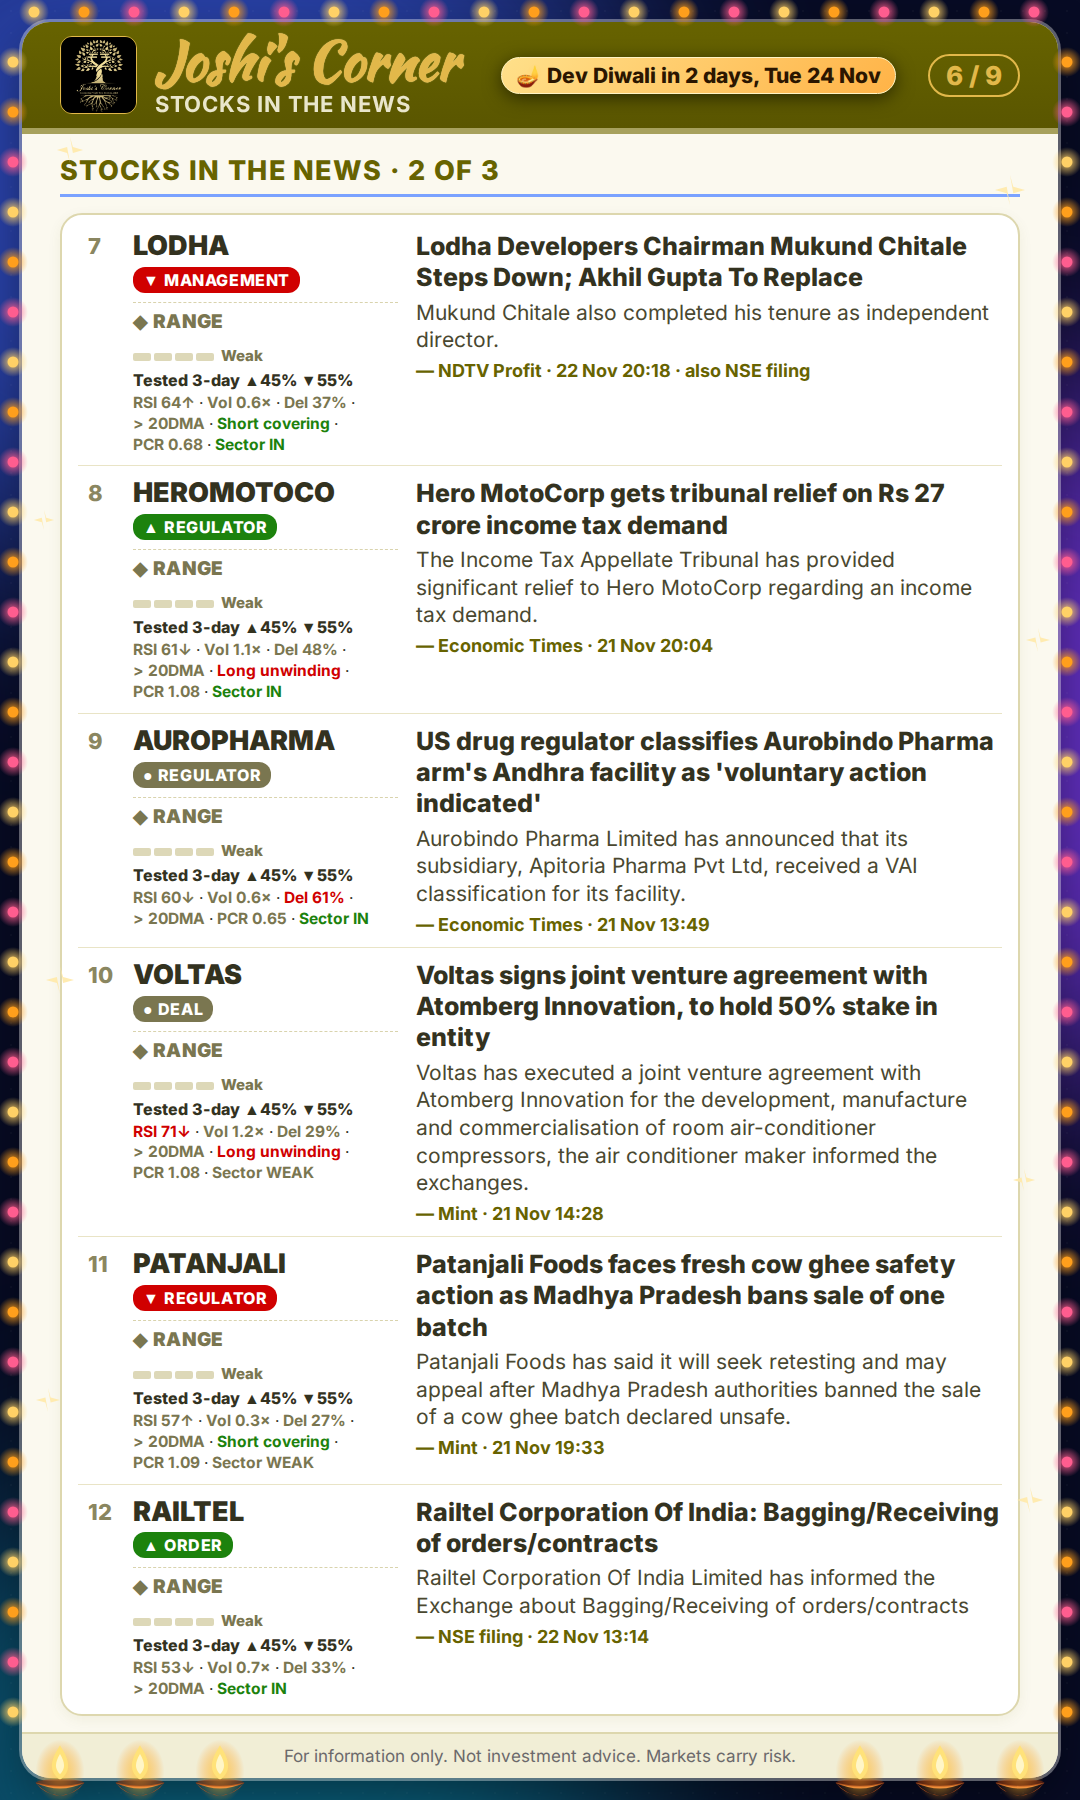 Joshi's Corner
Joshi's Corner
STOCKS IN THE NEWS
🪔 Dev Diwali in 2 days, Tue 24 Nov
6 / 9
STOCKS IN THE NEWS · 2 OF 3
7
LODHA
▼ MANAGEMENT
◆ RANGE
Weak
Tested 3-day ▲45% ▼55%
RSI 64↑ · Vol 0.6× · Del 37% ·
> 20DMA · Short covering ·
PCR 0.68 · Sector IN
Lodha Developers Chairman Mukund Chitale
Steps Down; Akhil Gupta To Replace
Mukund Chitale also completed his tenure as independent
director.
— NDTV Profit · 22 Nov 20:18 · also NSE filing
8
HEROMOTOCO
▲ REGULATOR
◆ RANGE
Weak
Tested 3-day ▲45% ▼55%
RSI 61↓ · Vol 1.1× · Del 48% ·
> 20DMA · Long unwinding ·
PCR 1.08 · Sector IN
Hero MotoCorp gets tribunal relief on Rs 27
crore income tax demand
The Income Tax Appellate Tribunal has provided
significant relief to Hero MotoCorp regarding an income
tax demand.
— Economic Times · 21 Nov 20:04
9
AUROPHARMA
● REGULATOR
◆ RANGE
Weak
Tested 3-day ▲45% ▼55%
RSI 60↓ · Vol 0.6× · Del 61% ·
> 20DMA · PCR 0.65 · Sector IN
US drug regulator classifies Aurobindo Pharma
arm's Andhra facility as 'voluntary action
indicated'
Aurobindo Pharma Limited has announced that its
subsidiary, Apitoria Pharma Pvt Ltd, received a VAI
classification for its facility.
— Economic Times · 21 Nov 13:49
10
VOLTAS
● DEAL
◆ RANGE
Weak
Tested 3-day ▲45% ▼55%
RSI 71↓ · Vol 1.2× · Del 29% ·
> 20DMA · Long unwinding ·
PCR 1.08 · Sector WEAK
Voltas signs joint venture agreement with
Atomberg Innovation, to hold 50% stake in
entity
Voltas has executed a joint venture agreement with
Atomberg Innovation for the development, manufacture
and commercialisation of room air-conditioner
compressors, the air conditioner maker informed the
exchanges.
— Mint · 21 Nov 14:28
11
PATANJALI
▼ REGULATOR
◆ RANGE
Weak
Tested 3-day ▲45% ▼55%
RSI 57↑ · Vol 0.3× · Del 27% ·
> 20DMA · Short covering ·
PCR 1.09 · Sector WEAK
Patanjali Foods faces fresh cow ghee safety
action as Madhya Pradesh bans sale of one
batch
Patanjali Foods has said it will seek retesting and may
appeal after Madhya Pradesh authorities banned the sale
of a cow ghee batch declared unsafe.
— Mint · 21 Nov 19:33
12
RAILTEL
▲ ORDER
◆ RANGE
Weak
Tested 3-day ▲45% ▼55%
RSI 53↓ · Vol 0.7× · Del 33% ·
> 20DMA · Sector IN
Railtel Corporation Of India: Bagging/Receiving
of orders/contracts
Railtel Corporation Of India Limited has informed the
Exchange about Bagging/Receiving of orders/contracts
— NSE filing · 22 Nov 13:14
For information only. Not investment advice. Markets carry risk.